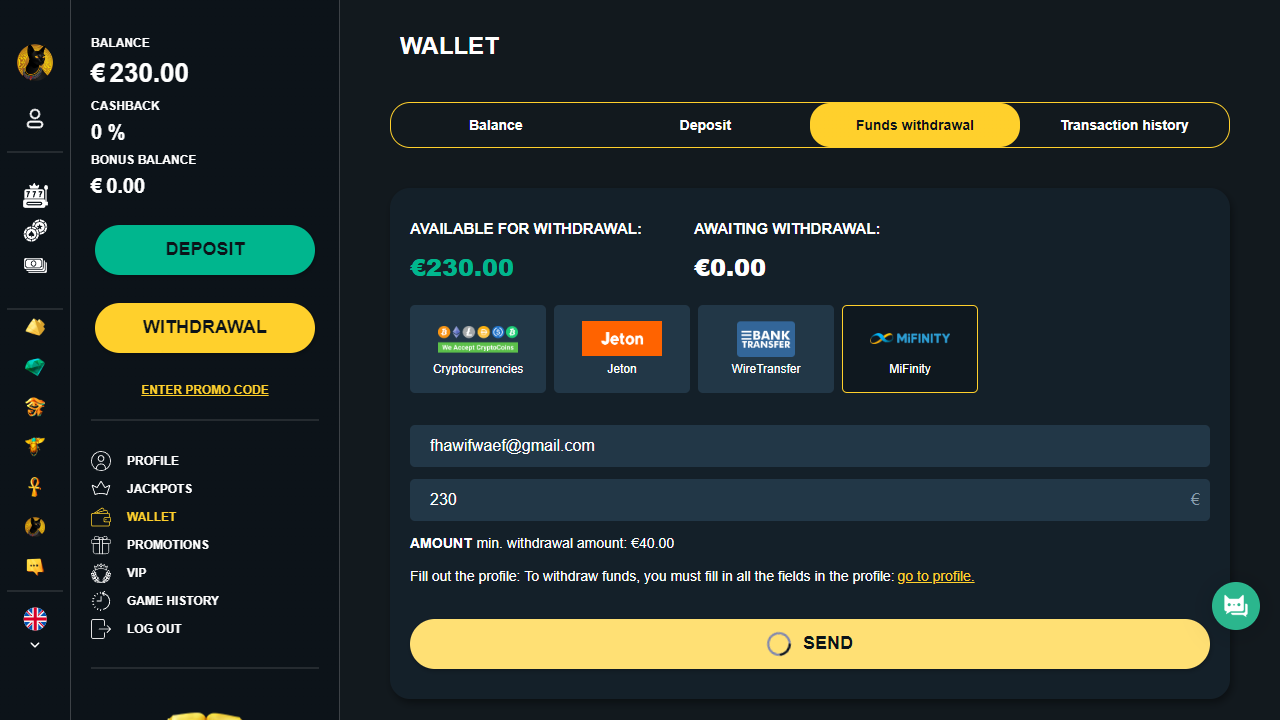 BALANCE
€ 230.00
CASHBACK
0 %
BONUS BALANCE
€ 0.00
DEPOSIT
WITHDRAWAL
ENTER PROMO CODE
PROFILE
JACKPOTS
WALLET
PROMOTIONS
VIP
GAME HISTORY
LOG OUT
WALLET
Balance Deposit Funds withdrawal Transaction history
AVAILABLE FOR WITHDRAWAL: AWAITING WITHDRAWAL:
€230.00 €0.00
We Accept CryptoCoins
Cryptocurrencies
Jeton
Jeton
BANK
TRANSFER
WireTransfer
MIFINITY
MiFinity
fhawifwaef@gmail.com
230 €
AMOUNT min. withdrawal amount: €40.00
Fill out the profile: To withdraw funds, you must fill in all the fields in the profile: go to profile.
SEND